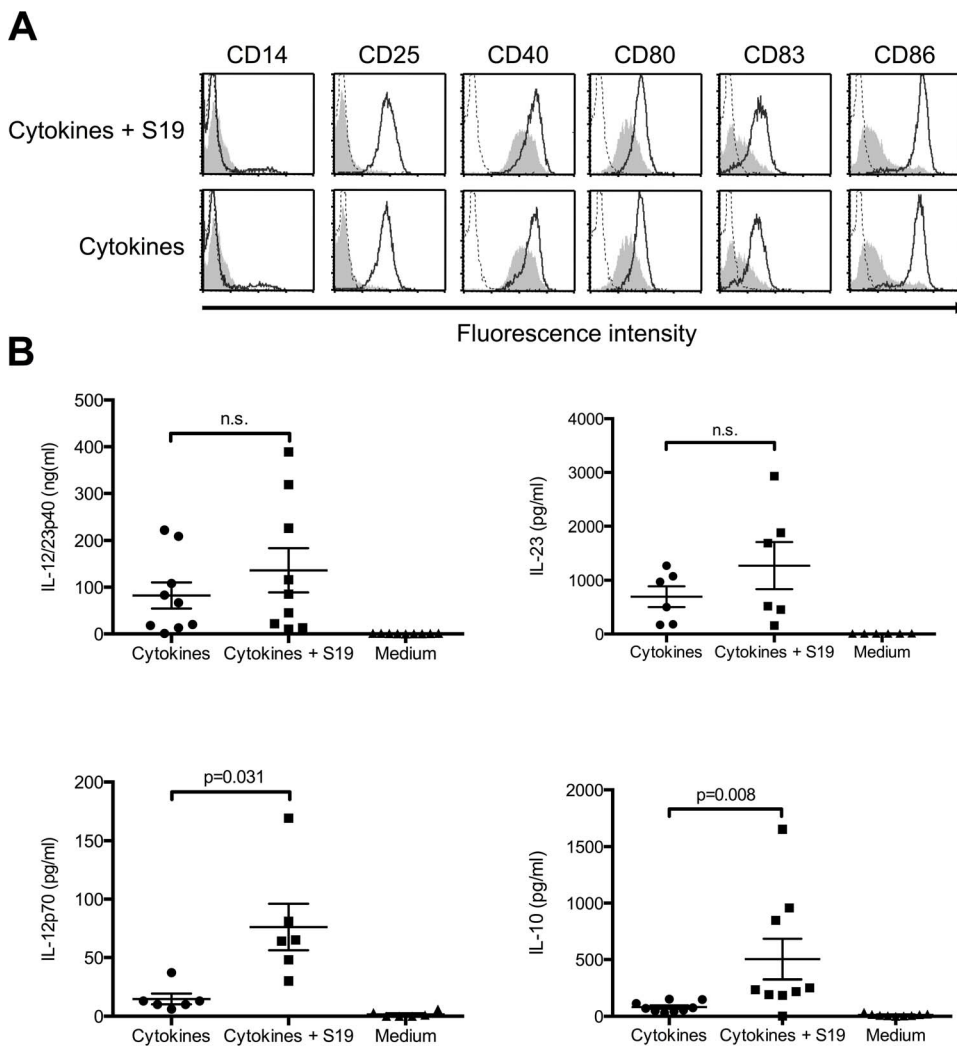 A
CD14 CD25 CD40 CD80 CD83 CD86
Cytokines + S19
Cytokines
Fluorescence intensity
B
500
400
300
200
100
0
IL-12/23p40 (ng(ml)
n.s.
Cytokines Cytokines + S19 Medium
4000
3000
2000
1000
0
IL-23 (pg/ml)
n.s.
Cytokines Cytokines + S19 Medium
200
150
100
50
0
IL-12p70 (pg/ml)
p=0.031
Cytokines Cytokines + S19 Medium
2000
1500
1000
500
0
IL-10 (pg/ml)
p=0.008
Cytokines Cytokines + S19 Medium